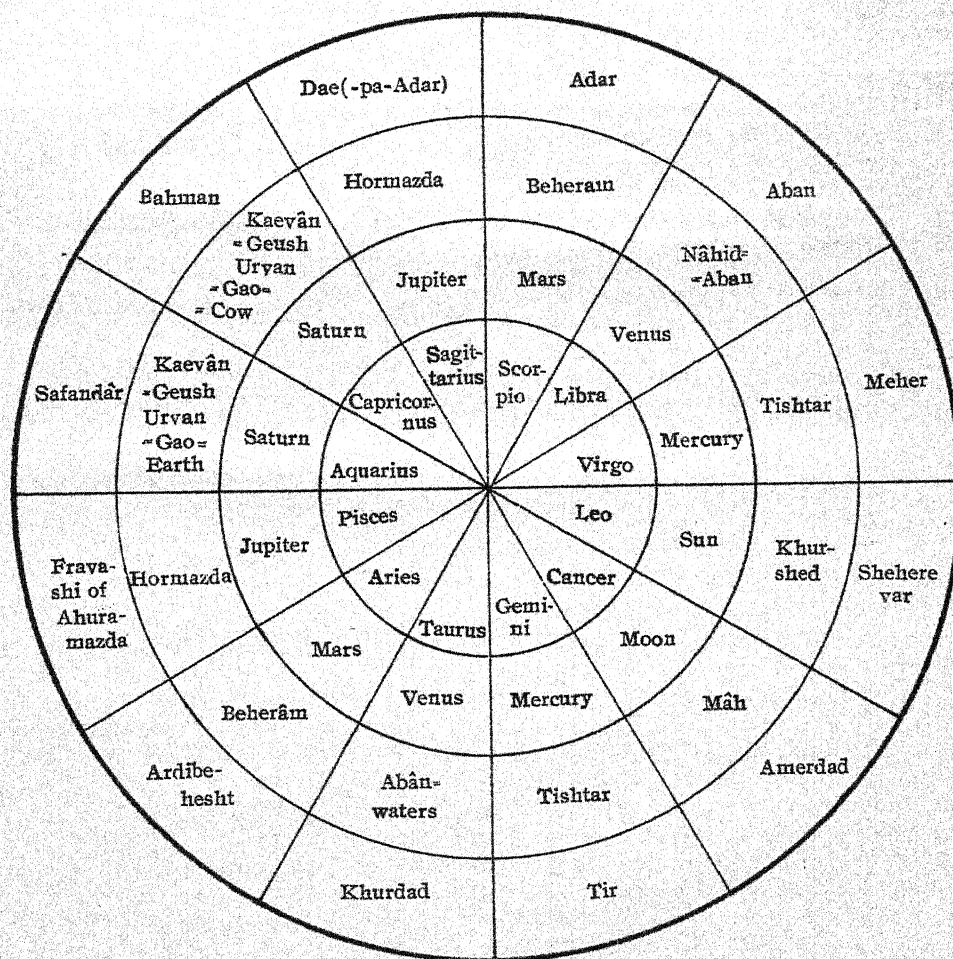 Dae(-pa-Adar)
Adar
Aban
Meher
Shehere
var
Amerdad
Tir
Khurdad
Ardîbe-
hesht
Frava-
shi of
Ahura-
mazda
Safandâr
Bahman
Hormazda
Beheram
Nâhid=
=Aban
Tishtar
Khur-
shed
Mâh
Tishtar
Abân=
waters
Beherâm
Hormazda
Kaevân
=Geush
Urvan
=Gao=
Earth
Kaevân
=Geush
Urvan
=Gao=
=Cow
Jupiter
Mars
Venus
Mercury
Sun
Moon
Mercury
Venus
Mars
Jupiter
Saturn
Saturn
Sagit-
tarius
Scor-
pio
Libra
Virgo
Leo
Cancer
Gemi-
ni
Taurus
Aries
Pisces
Aquarius
Capricor-
nus